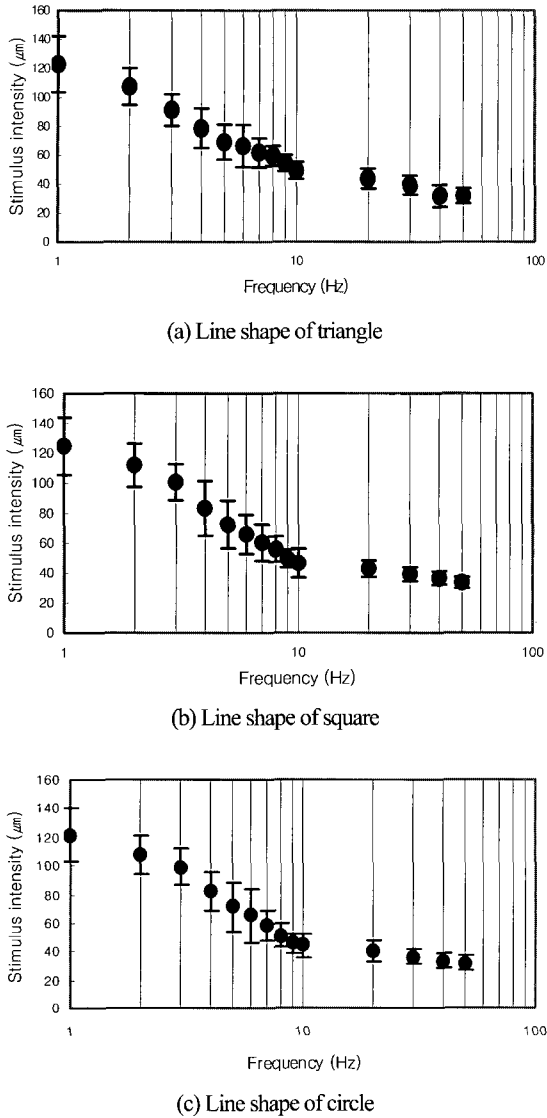 160
140
120
100
80
60
40
20
0
Stimulus intensity (㎛)
1 10 100
Frequency (Hz)
(a) Line shape of triangle
160
140
120
100
80
60
40
20
0
Stimulus intensity (㎛)
1 10 100
Frequency (Hz)
(b) Line shape of square
160
140
120
100
80
60
40
20
0
Stimulus intensity (㎛)
1 10 100
Frequency (Hz)
(c) Line shape of circle